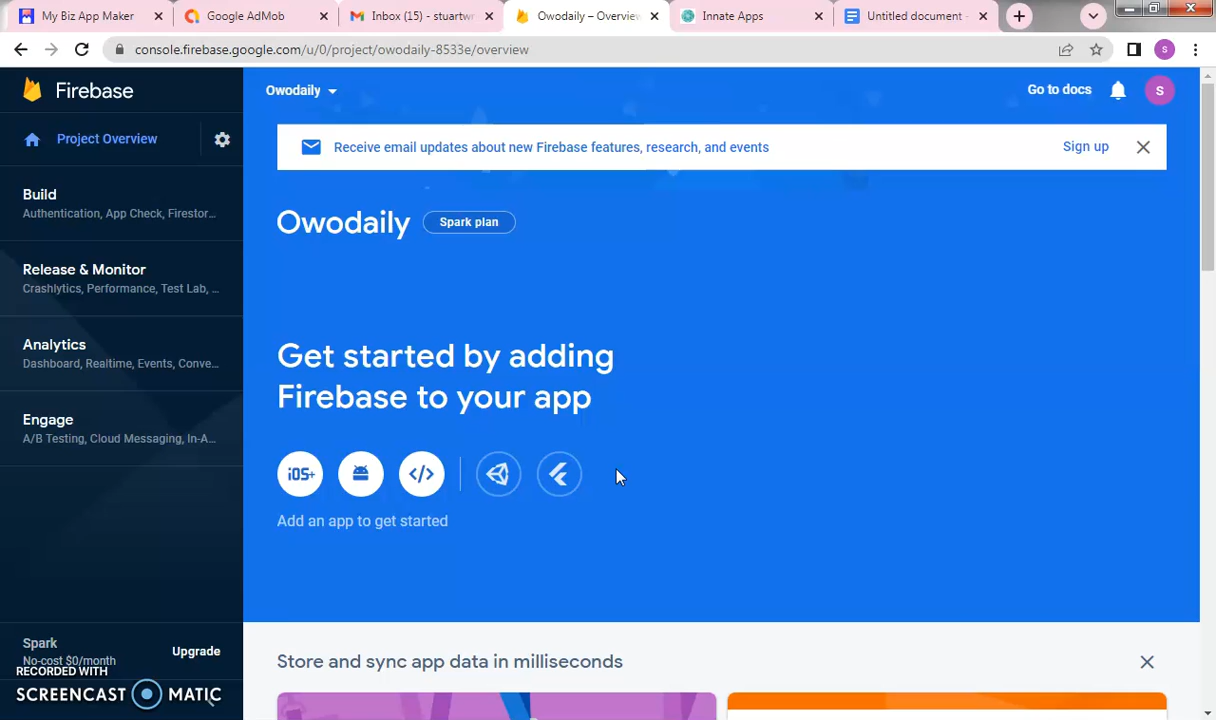 My Biz App Maker
Google AdMob
Inbox (15) - stuartw
Owodaily – Overvie
Innate Apps
Untitled document -
console.firebase.google.com/u/0/project/owodaily-8533e/overview
S
Firebase
Owodaily
Go to docs
S
Project Overview
Receive email updates about new Firebase features, research, and events
Sign up
Build
Authentication, App Check, Firestor...
Owodaily
Spark plan
Release & Monitor
Crashlytics, Performance, Test Lab, ...
Analytics
Dashboard, Realtime, Events, Conve...
Get started by adding
Firebase to your app
Engage
A/B Testing, Cloud Messaging, In-A...
iOS+
Add an app to get started
Spark
No-cost $0/month
Upgrade
Store and sync app data in milliseconds
RECORDED WITH
SCREENCAST MATIC